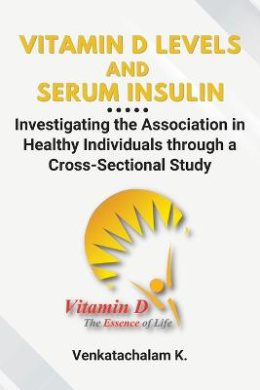 VITAMIN D LEVELS
AND
SERUM INSULIN
Investigating the Association in
Healthy Individuals through a
Cross-Sectional Study
Vitamin D
The Essence of Life
Venkatachalam K.